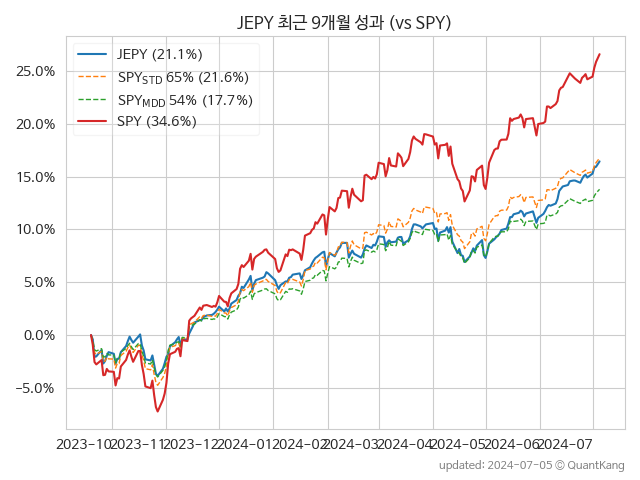 JEPY 최근 9개월 성과 (vs SPY)
JEPY (21.1%)
SPY_STD 65% (21.6%)
SPY_MDD 54% (17.7%)
SPY (34.6%)
25.0%
20.0%
15.0%
10.0%
5.0%
0.0%
−5.0%
2023-10 2023-11 2023-12 2024-01 2024-02 2024-03 2024-04 2024-05 2024-06 2024-07
updated: 2024-07-05 © QuantKang